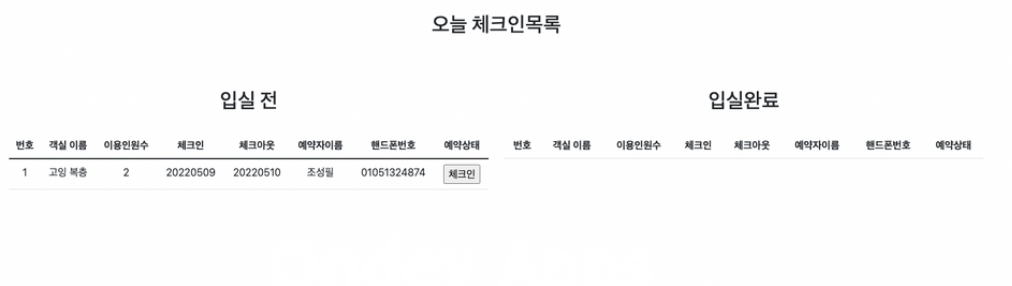 오늘 체크인목록
입실 전
번호 객실 이름 이용인원수 체크인 체크아웃 예약자이름 핸드폰번호 예약상태
1 고잉 복층 2 20220509 20220510 조성필 01051324874 체크인
입실완료
번호 객실 이름 이용인원수 체크인 체크아웃 예약자이름 핸드폰번호 예약상태